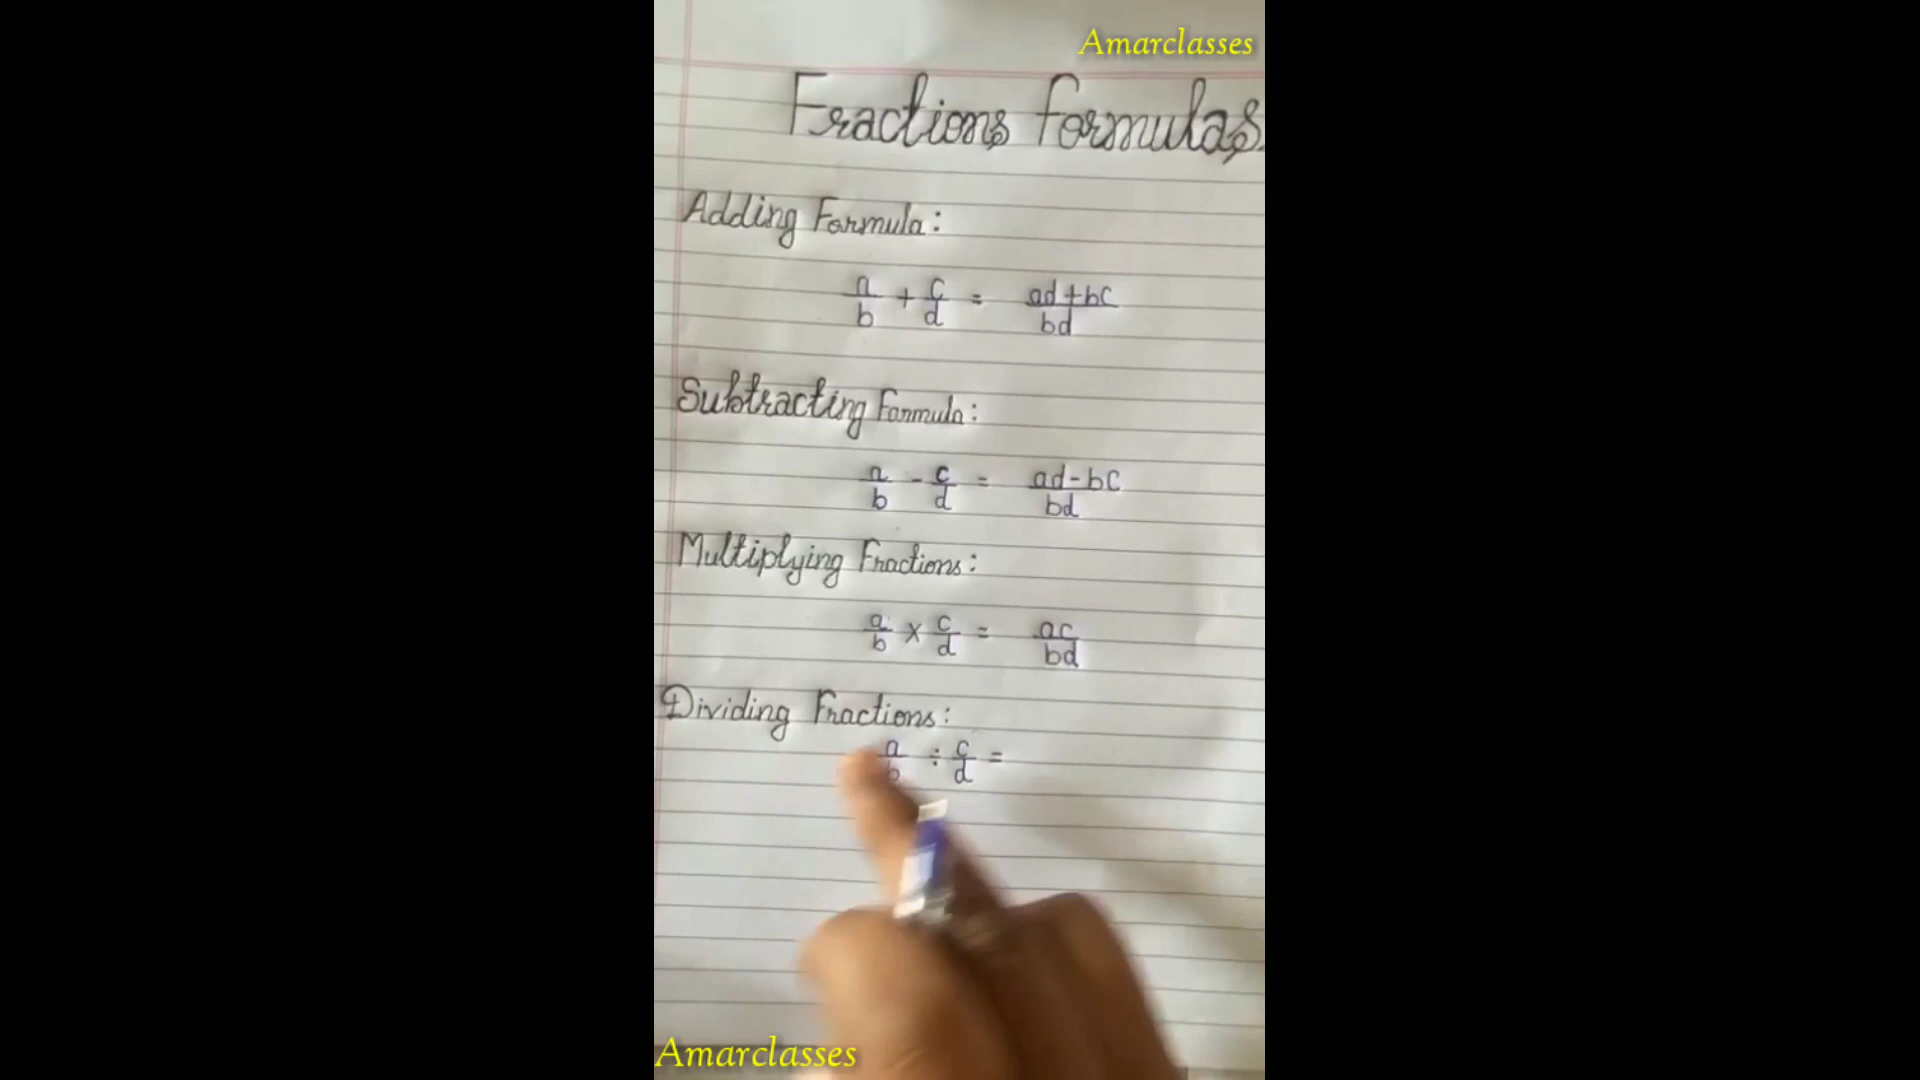 Amarclasses
Fractions Formulas
Adding Formula:
a/b + c/d = ad+bc/bd
Subtracting Formula:
a/b - c/d = ad-bc/bd
Multiplying Fractions:
a/b × c/d = ac/bd
Dividing Fractions:
a/b ÷ c/d =
Amarclasses